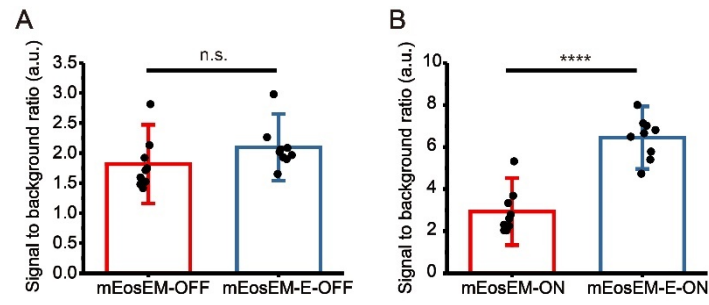 A
Signal to background ratio (a.u.)
3.5
3.0
2.5
2.0
1.5
1.0
0.5
0.0
n.s.
mEosEM-OFF
mEosEM-E-OFF
B
Signal to background ratio (a.u.)
10
8
6
4
2
0
****
mEosEM-ON
mEosEM-E-ON